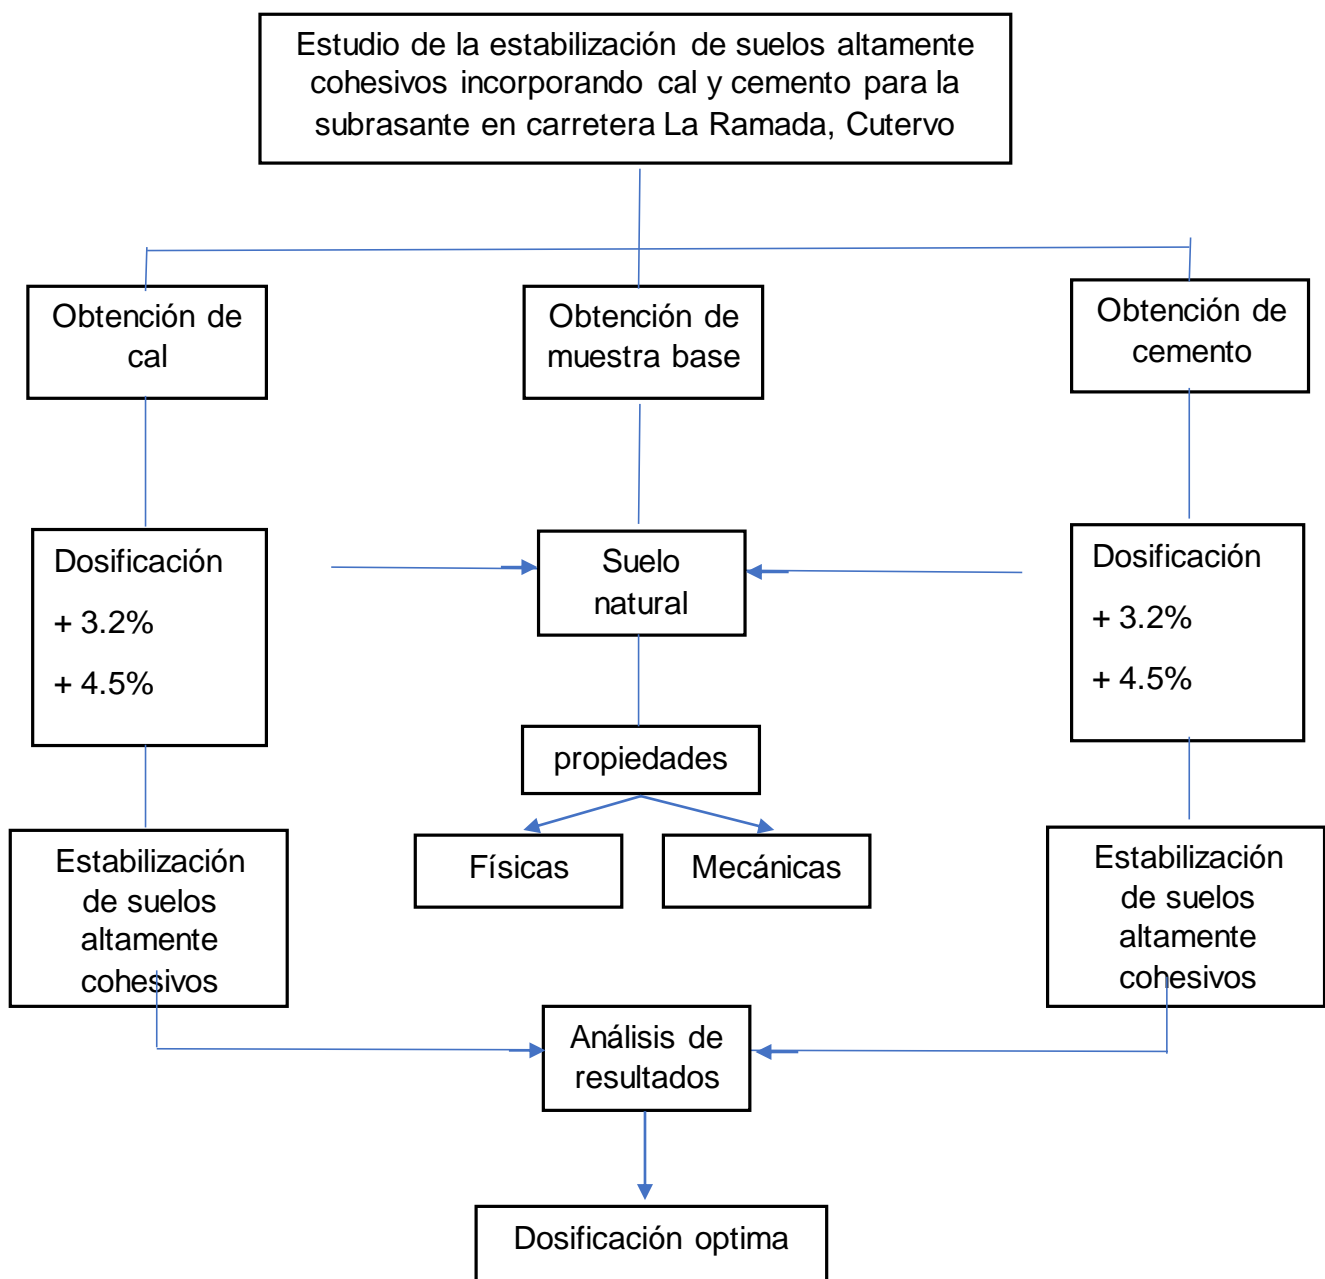 Estudio de la estabilización de suelos altamente
cohesivos incorporando cal y cemento para la
subrasante en carretera La Ramada, Cutervo
Obtención de
cal
Obtención de
muestra base
Obtención de
cemento
Dosificación
+ 3.2%
+ 4.5%
Suelo
natural
Dosificación
+ 3.2%
+ 4.5%
propiedades
Físicas
Mecánicas
Estabilización
de suelos
altamente
cohesivos
Estabilización
de suelos
altamente
cohesivos
Análisis de
resultados
Dosificación optima